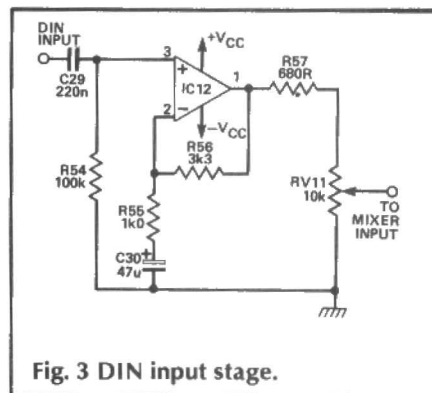 DIN
INPUT
C29
220n
3
+
+VCC
IC12
1
2
−
−VCC
R57
680R
R56
3k3
R54
100k
R55
1k0
C30
+
47u
RV11
10k
TO
MIXER
INPUT
Fig. 3 DIN input stage.